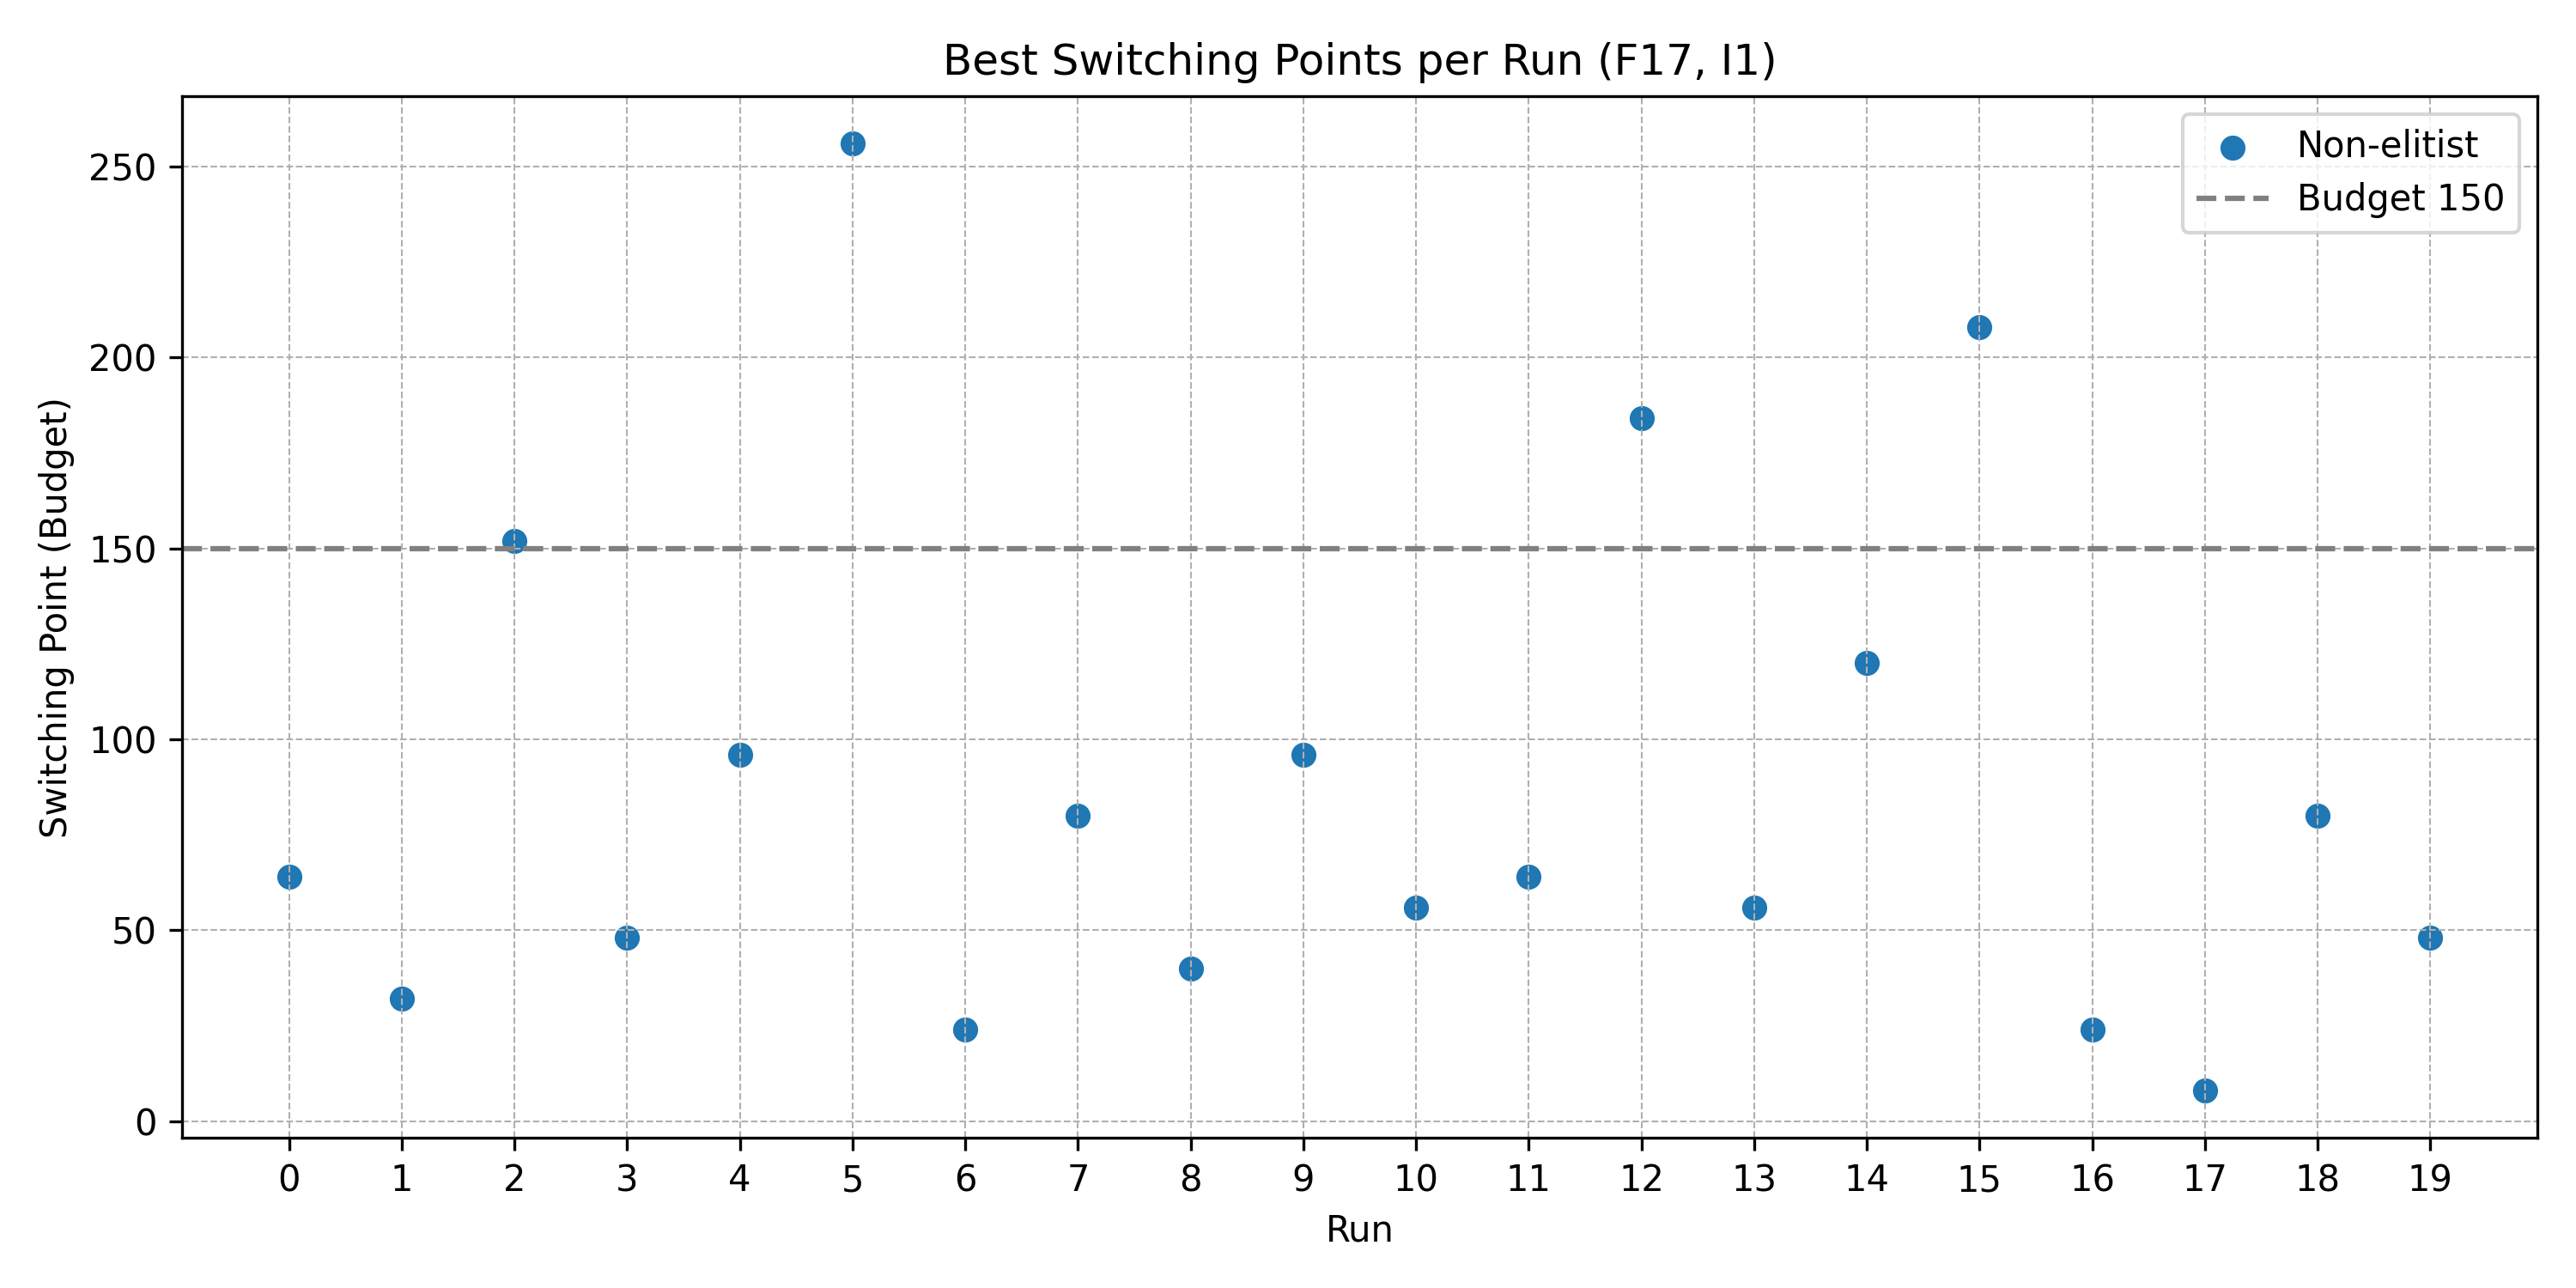 Best Switching Points per Run (F17, I1)
Non-elitist
Budget 150
Switching Point (Budget)
250
200
150
100
50
0
0 1 2 3 4 5 6 7 8 9 10 11 12 13 14 15 16 17 18 19
Run